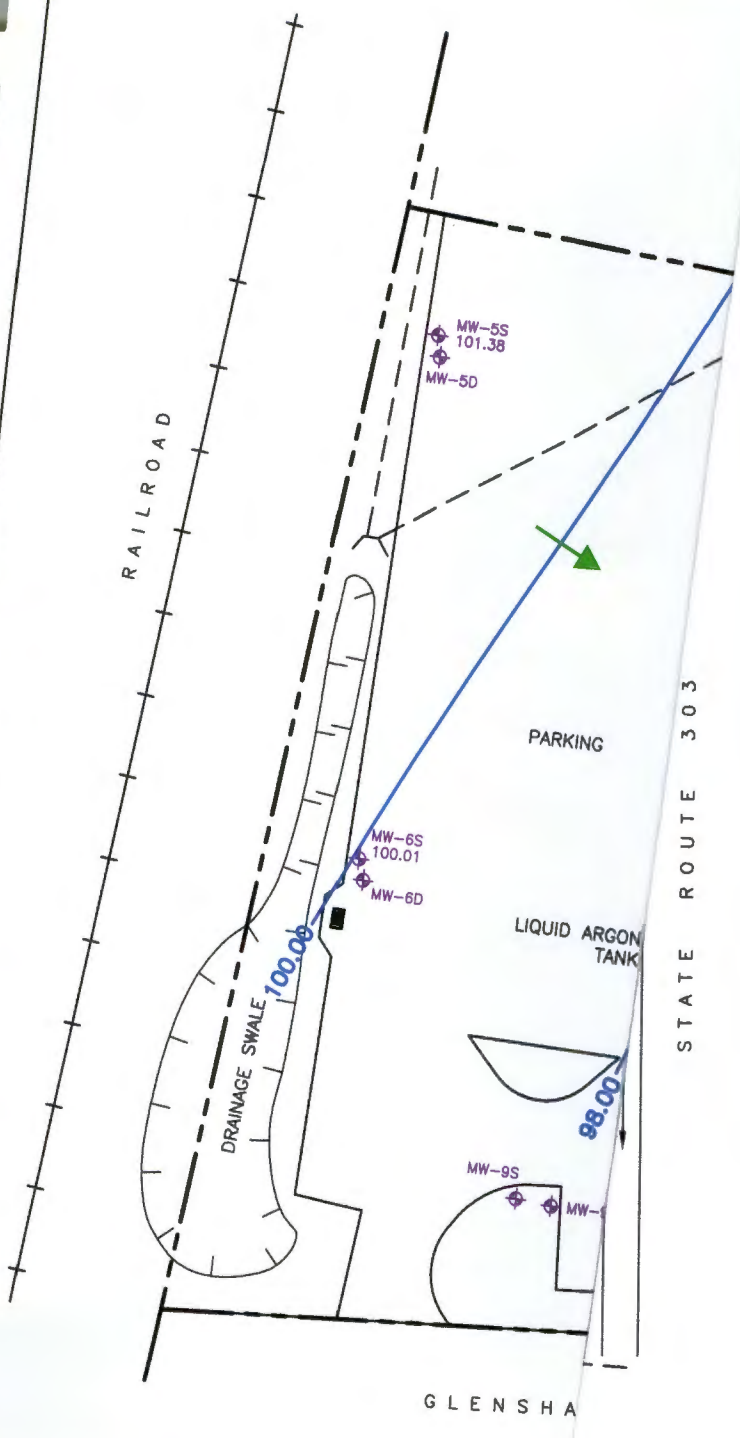 MW-5S
101.38
MW-5D
RAILROAD
PARKING
STATE ROUTE 303
MW-6S
100.01
MW-6D
LIQUID ARGON
TANK
100.00
DRAINAGE SWALE
98.00
MW-9S
MW-
GLENSHA